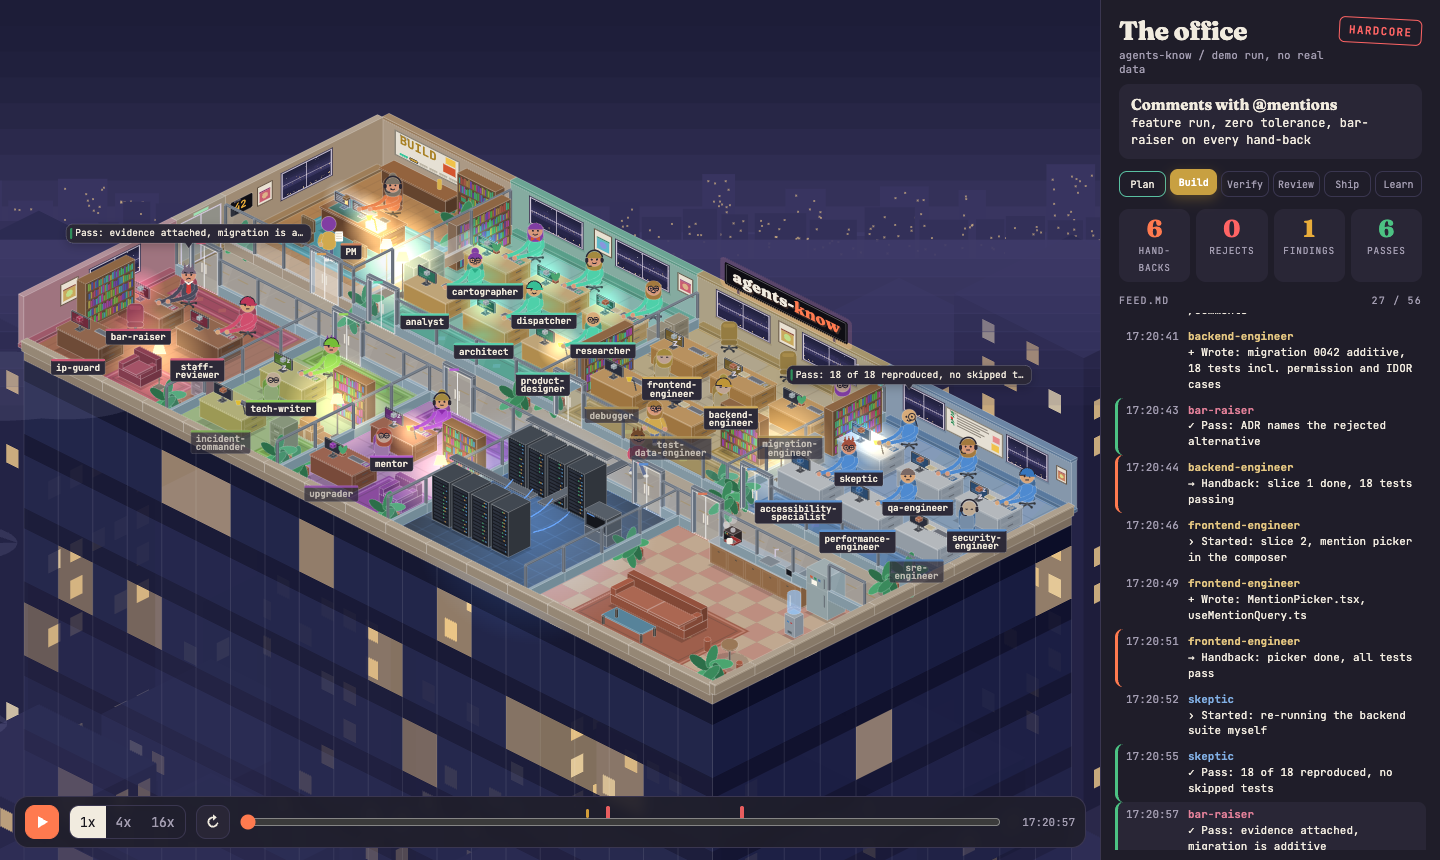 The office
HARDCORE
agents-know / demo run, no real
data
Comments with @mentions
feature run, zero tolerance, bar-
raiser on every hand-back
Plan
Build
Verify
Review
Ship
Learn
6
HAND-
BACKS
0
REJECTS
1
FINDINGS
6
PASSES
FEED.MD
27 / 56
17:20:41
backend-engineer
+ Wrote: migration 0042 additive,
18 tests incl. permission and IDOR
cases
17:20:43
bar-raiser
✓ Pass: ADR names the rejected
alternative
17:20:44
backend-engineer
→ Handback: slice 1 done, 18 tests
passing
17:20:46
frontend-engineer
› Started: slice 2, mention picker
in the composer
17:20:49
frontend-engineer
+ Wrote: MentionPicker.tsx,
useMentionQuery.ts
17:20:51
frontend-engineer
→ Handback: picker done, all tests
pass
17:20:52
skeptic
› Started: re-running the backend
suite myself
17:20:55
skeptic
✓ Pass: 18 of 18 reproduced, no
skipped tests
17:20:57
bar-raiser
✓ Pass: evidence attached,
migration is additive
BUILD
42
Pass: evidence attached, migration is a…
PM
cartographer
agents-know
analyst
dispatcher
bar-raiser
architect
researcher
ip-guard
staff-
reviewer
product-
designer
frontend-
engineer
Pass: 18 of 18 reproduced, no skipped t…
tech-writer
debugger
backend-
engineer
incident-
commander
test-
data-engineer
migration-
engineer
mentor
skeptic
upgrader
accessibility-
specialist
qa-engineer
performance-
engineer
security-
engineer
sre-
engineer
1x
4x
16x
17:20:57